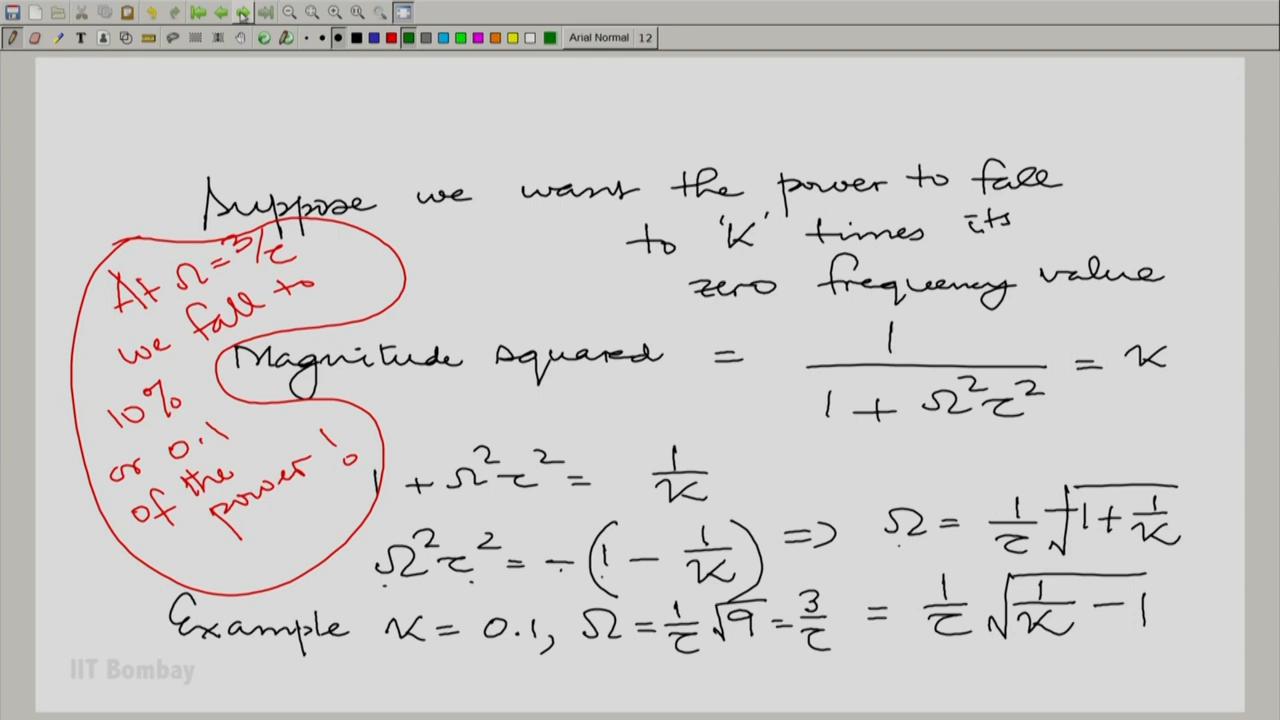 Arial Normal 12
Suppose we want the power to fall
to 'K' times its
zero frequency value
Magnitude squared = 1 / (1 + Ω²τ²) = K
1 + Ω²τ² = 1/K
Ω²τ² = -(1 - 1/K) => Ω = 1/τ √(-1 + 1/K)
= 1/τ √(1/K - 1)
Example K = 0.1, Ω = 1/τ √9 = 3/τ
At Ω = 3/τ
we fall to
10%
or 0.1
of the
power!
IIT Bombay